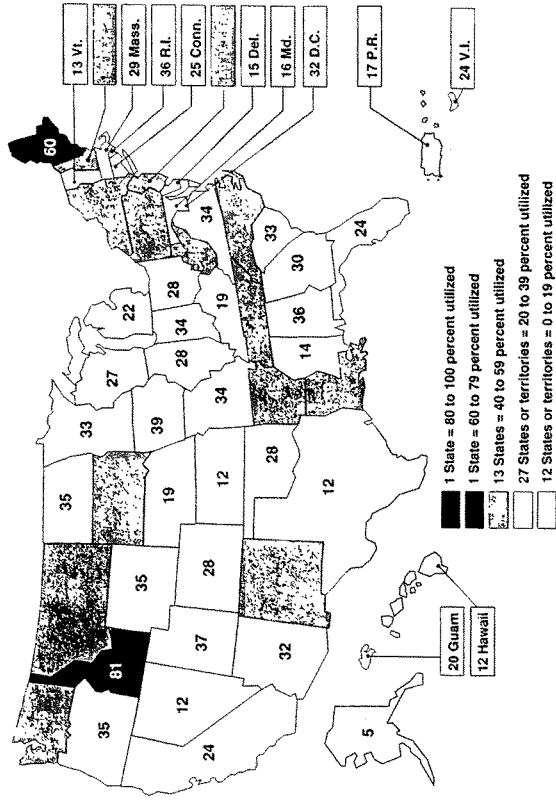 60
13 Vt.
29 Mass.
36 R.I.
25 Conn.
15 Del.
16 Md.
32 D.C.
17 P.R.
24 V.I.
35
33
27
22
81
35
35
19
39
28
34
28
34
12
37
28
12
34
19
33
24
32
28
14
36
30
12
24
5
20 Guam
12 Hawaii
1 State = 80 to 100 percent utilized
1 State = 60 to 79 percent utilized
13 States = 40 to 59 percent utilized
27 States or territories = 20 to 39 percent utilized
12 States or territories = 0 to 19 percent utilized